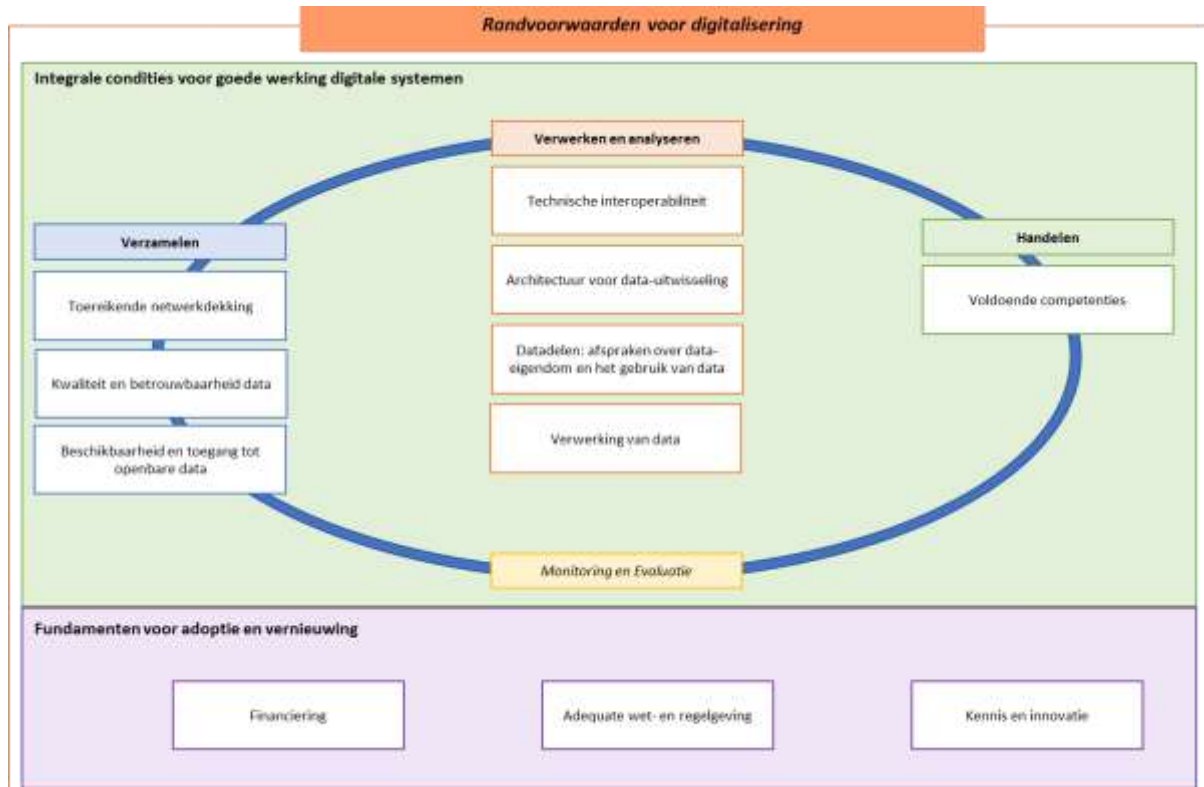 Randvoorwaarden voor digitalisering
Integrale condities voor goede werking digitale systemen
Verwerken en analyseren
Technische interoperabiliteit
Architectuur voor data-uitwisseling
Datadelen: afspraken over data-
eigendom en het gebruik van data
Verwerking van data
Verzamelen
Toereikende netwerkdekking
Kwaliteit en betrouwbaarheid data
Beschikbaarheid en toegang tot
openbare data
Handelen
Voldoende competenties
Monitoring en Evaluatie
Fundamenten voor adoptie en vernieuwing
Financiering
Adequate wet- en regelgeving
Kennis en innovatie